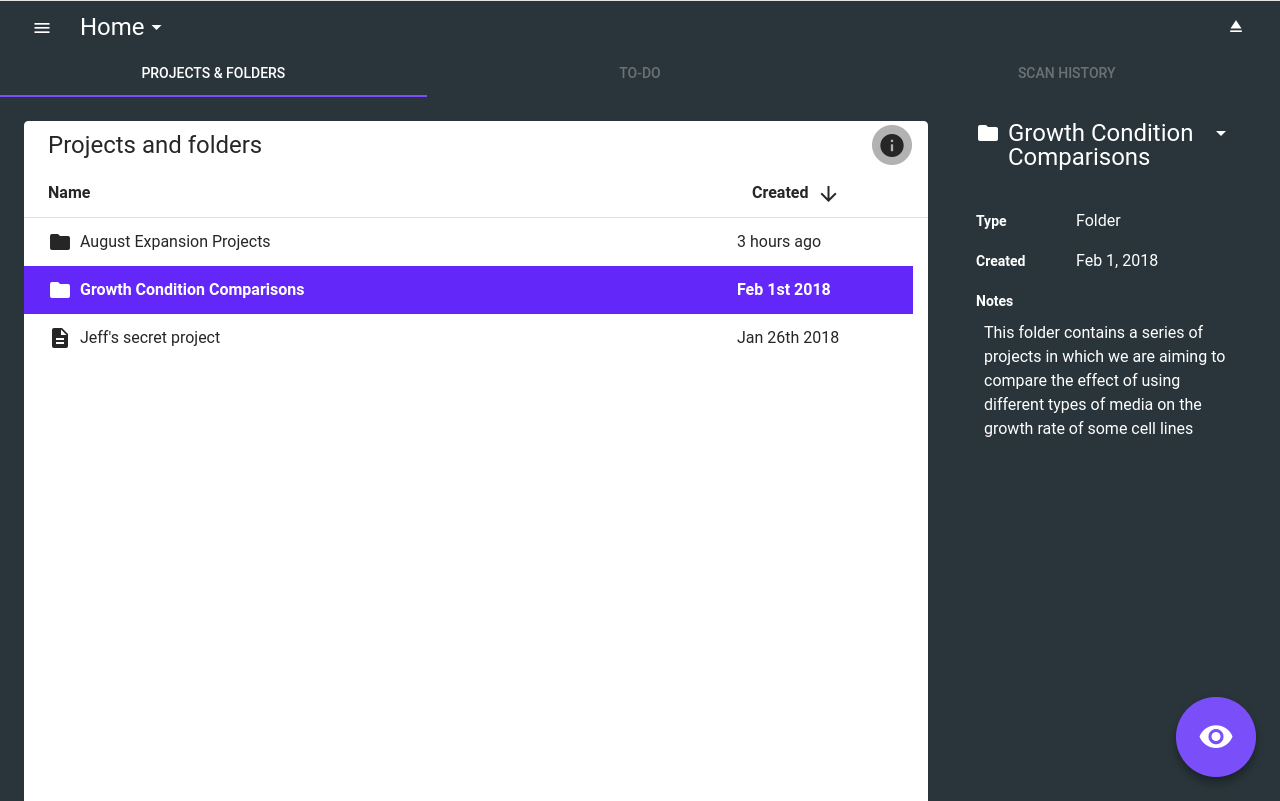 Home
PROJECTS & FOLDERS
TO-DO
SCAN HISTORY
Projects and folders
Name
Created
August Expansion Projects
3 hours ago
Growth Condition Comparisons
Feb 1st 2018
Jeff's secret project
Jan 26th 2018
Growth Condition
Comparisons
Type
Folder
Created
Feb 1, 2018
Notes
This folder contains a series of
projects in which we are aiming to
compare the effect of using
different types of media on the
growth rate of some cell lines